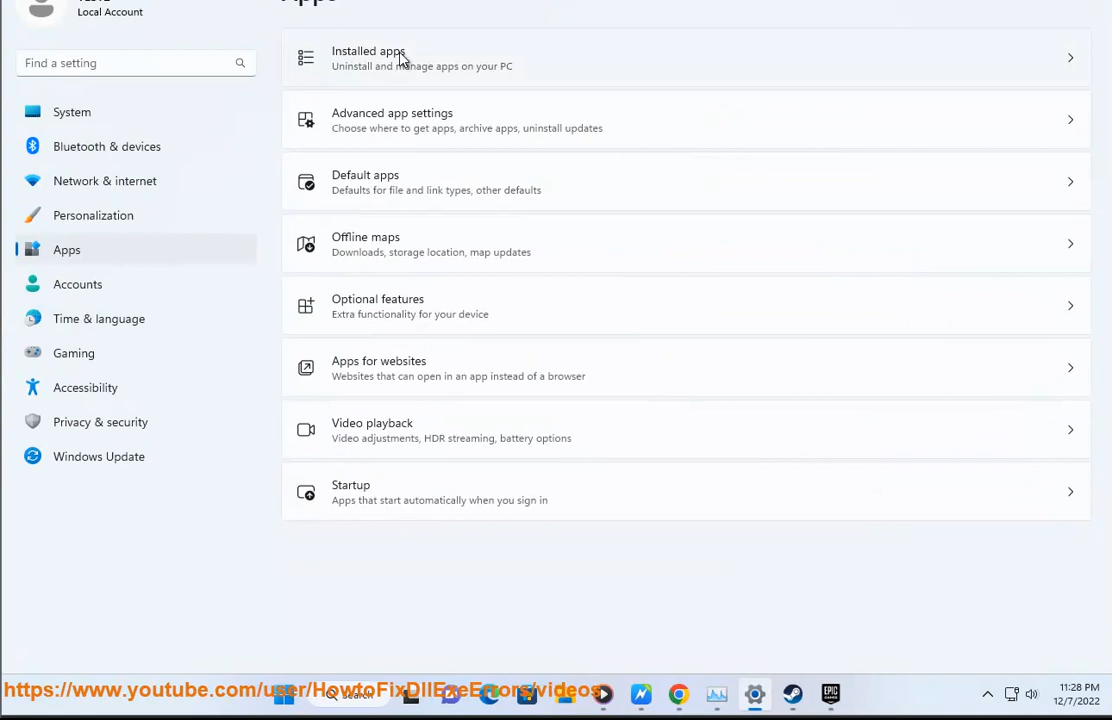 Local Account
Find a setting
System
Bluetooth & devices
Network & internet
Personalization
Apps
Accounts
Time & language
Gaming
Accessibility
Privacy & security
Windows Update
Apps
Installed apps
Uninstall and manage apps on your PC
Advanced app settings
Choose where to get apps, archive apps, uninstall updates
Default apps
Defaults for file and link types, other defaults
Offline maps
Downloads, storage location, map updates
Optional features
Extra functionality for your device
Apps for websites
Websites that can open in an app instead of a browser
Video playback
Video adjustments, HDR streaming, battery options
Startup
Apps that start automatically when you sign in
https://www.youtube.com/user/HowtoFixDllExeErrors/videos
Search
EPIC
GAMES
11:28 PM
12/7/2022